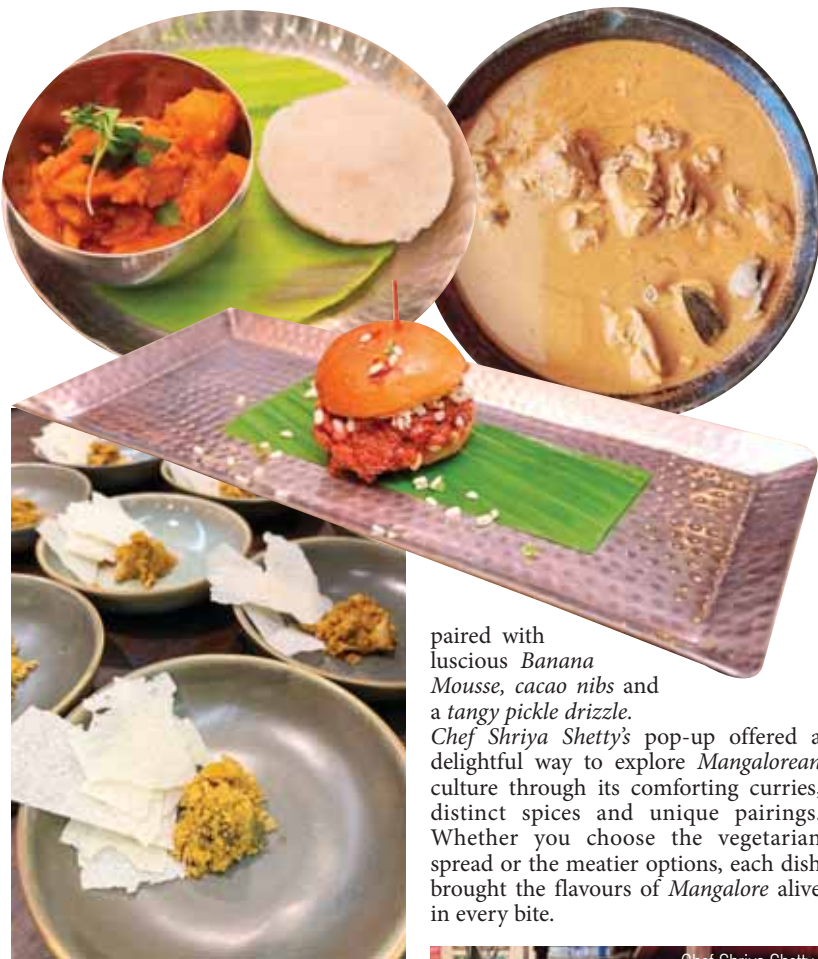 paired with
luscious Banana
Mousse, cacao nibs and
a tangy pickle drizzle.
Chef Shriya Shetty's pop-up offered a
delightful way to explore Mangalorean
culture through its comforting curries,
distinct spices and unique pairings.
Whether you choose the vegetarian
spread or the meatier options, each dish
brought the flavours of Mangalore alive
in every bite.
Chef Shriya Shetty